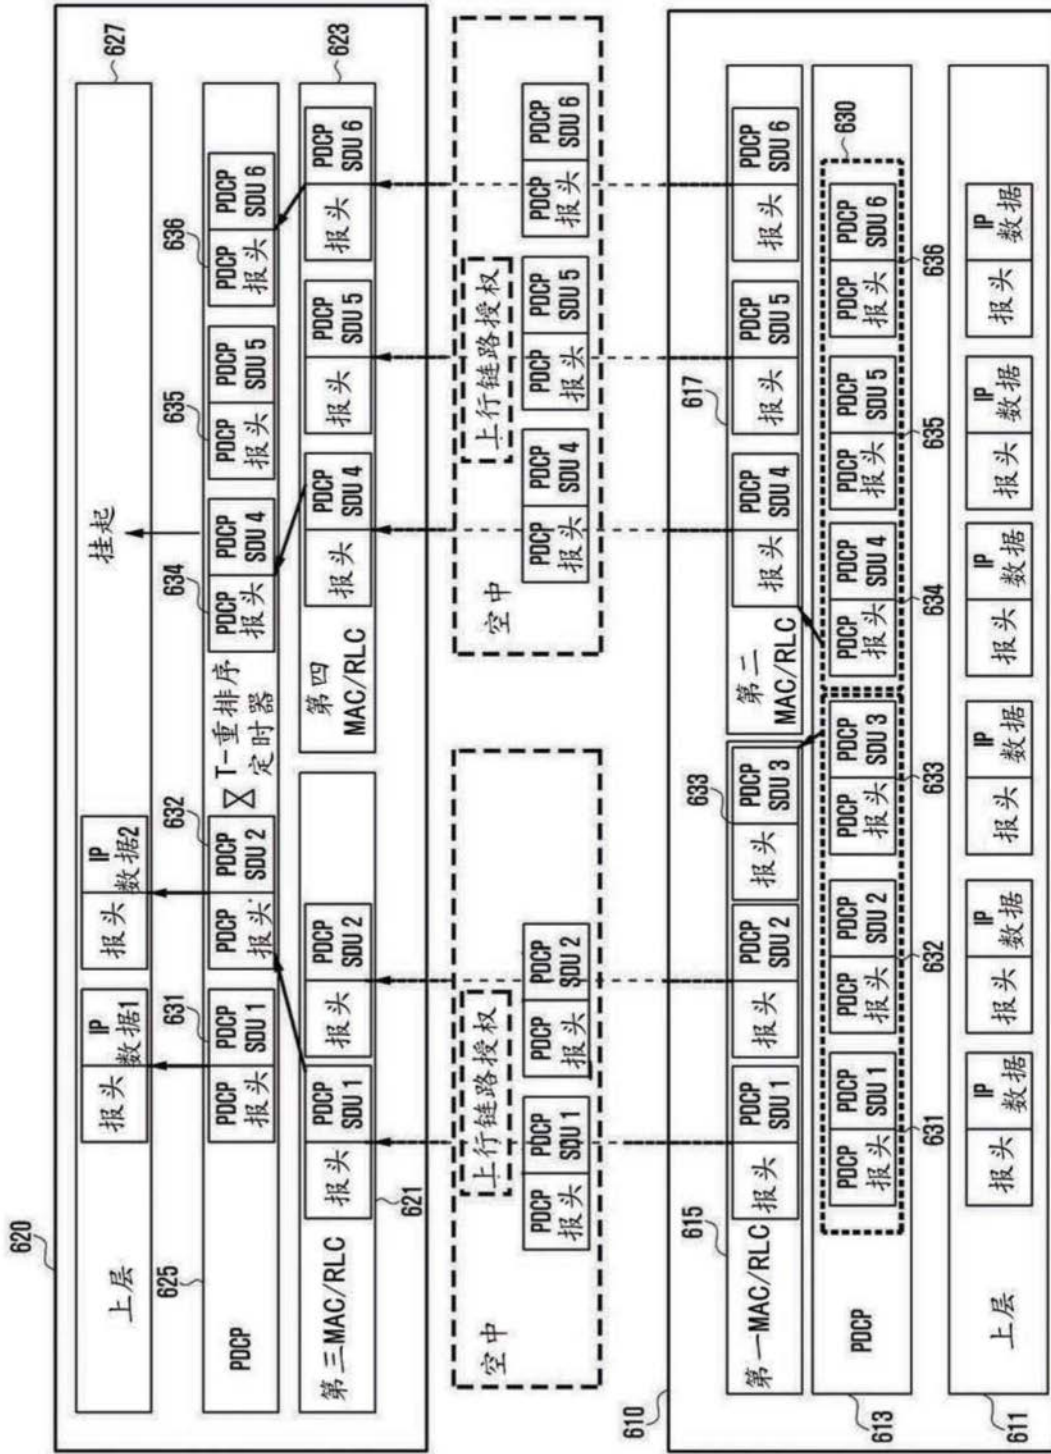 620
上层
报头
IP
数据1
报头
IP
数据2
挂起
627
625
PDCP
PDCP
报头
PDCP
SDU 1
631
PDCP
报头
PDCP
SDU 2
632
T-重排序
定时器
PDCP
报头
PDCP
SDU 4
634
PDCP
报头
PDCP
SDU 5
635
PDCP
报头
PDCP
SDU 6
636
第三MAC/RLC
报头
PDCP
SDU 1
报头
PDCP
SDU 2
621
第四
MAC/RLC
报头
PDCP
SDU 4
报头
PDCP
SDU 5
报头
PDCP
SDU 6
623
空中
上行链路授权
PDCP
报头
PDCP
SDU 1
PDCP
报头
PDCP
SDU 2
空中
上行链路授权
PDCP
报头
PDCP
SDU 4
PDCP
报头
PDCP
SDU 5
PDCP
报头
PDCP
SDU 6
610
615
第一MAC/RLC
报头
PDCP
SDU 1
报头
PDCP
SDU 2
633
报头
PDCP
SDU 3
第二
MAC/RLC
报头
PDCP
SDU 4
617
报头
PDCP
SDU 5
报头
PDCP
SDU 6
613
PDCP
PDCP
报头
PDCP
SDU 1
PDCP
报头
PDCP
SDU 2
PDCP
报头
PDCP
SDU 3
PDCP
报头
PDCP
SDU 4
PDCP
报头
PDCP
SDU 5
PDCP
报头
PDCP
SDU 6
630
631
632
633
634
635
636
611
上层
报头
IP
数据
报头
IP
数据
报头
IP
数据
报头
IP
数据
报头
IP
数据
报头
IP
数据